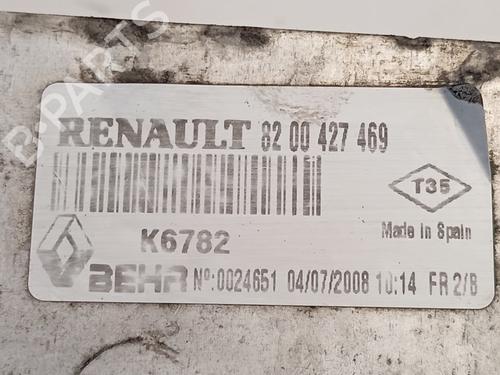 B-PARTS
RENAULT 82 00 427 469
T35
Made in Spain
K6782
BEHR Nº:0024651 04/07/2008 10:14 FR 2/B